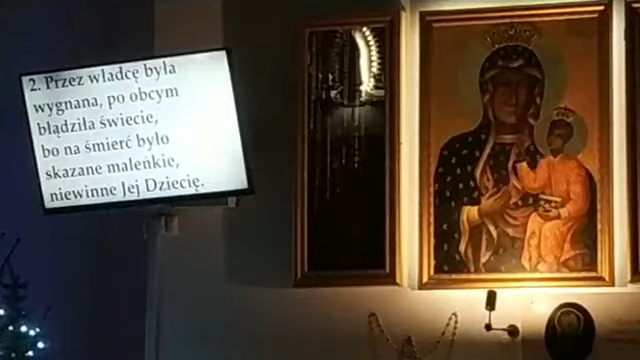 2. Przez władcę była
wygnana, po obcym
błądziła świecie,
bo na śmierć było
skazane maleńkie,
niewinne Jej Dziecię.